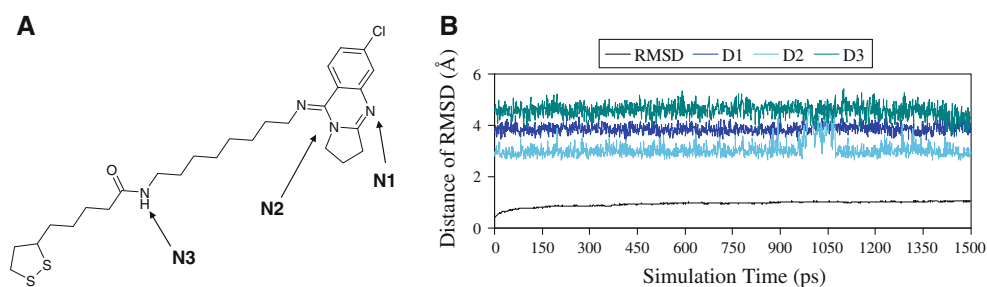 A
Cl
N
N
N
N1
N2
O
N
H
N3
S
S
B
RMSD D1 D2 D3
Distance of RMSD (Å)
6
4
2
0
0 150 300 450 600 750 900 1050 1200 1350 1500
Simulation Time (ps)